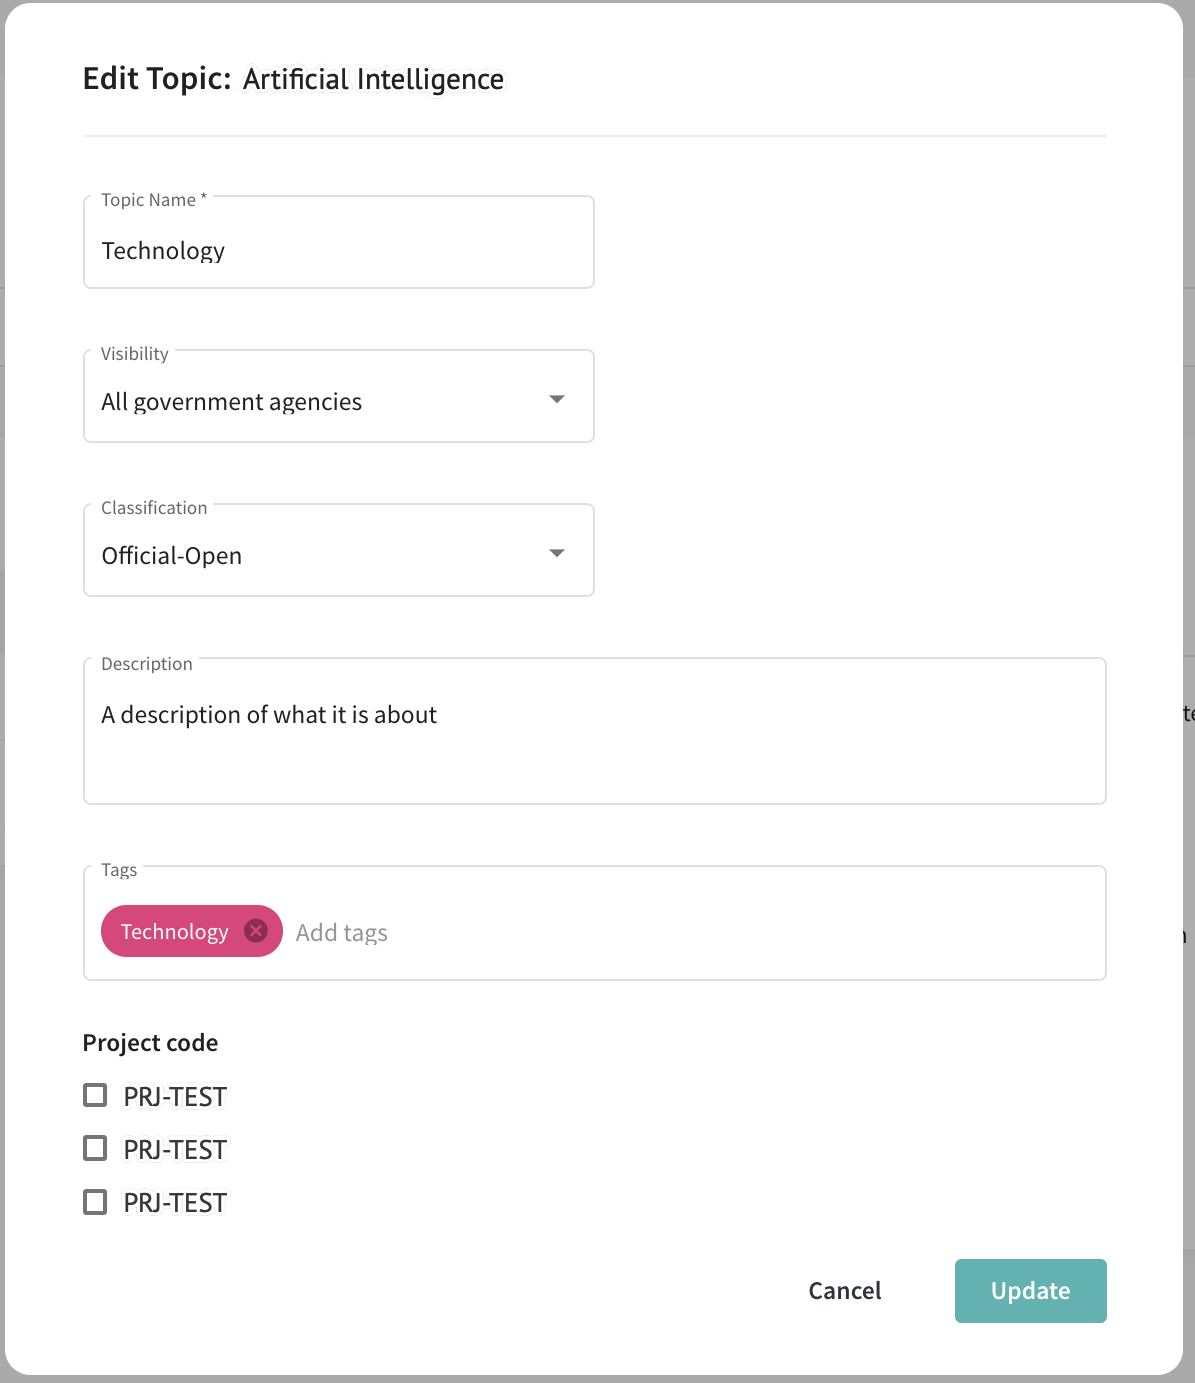 Edit Topic: Artificial Intelligence
Topic Name *
Technology
Visibility
All government agencies
Classification
Official-Open
Description
A description of what it is about
Tags
Technology Add tags
Project code
PRJ-TEST
PRJ-TEST
PRJ-TEST
Cancel Update